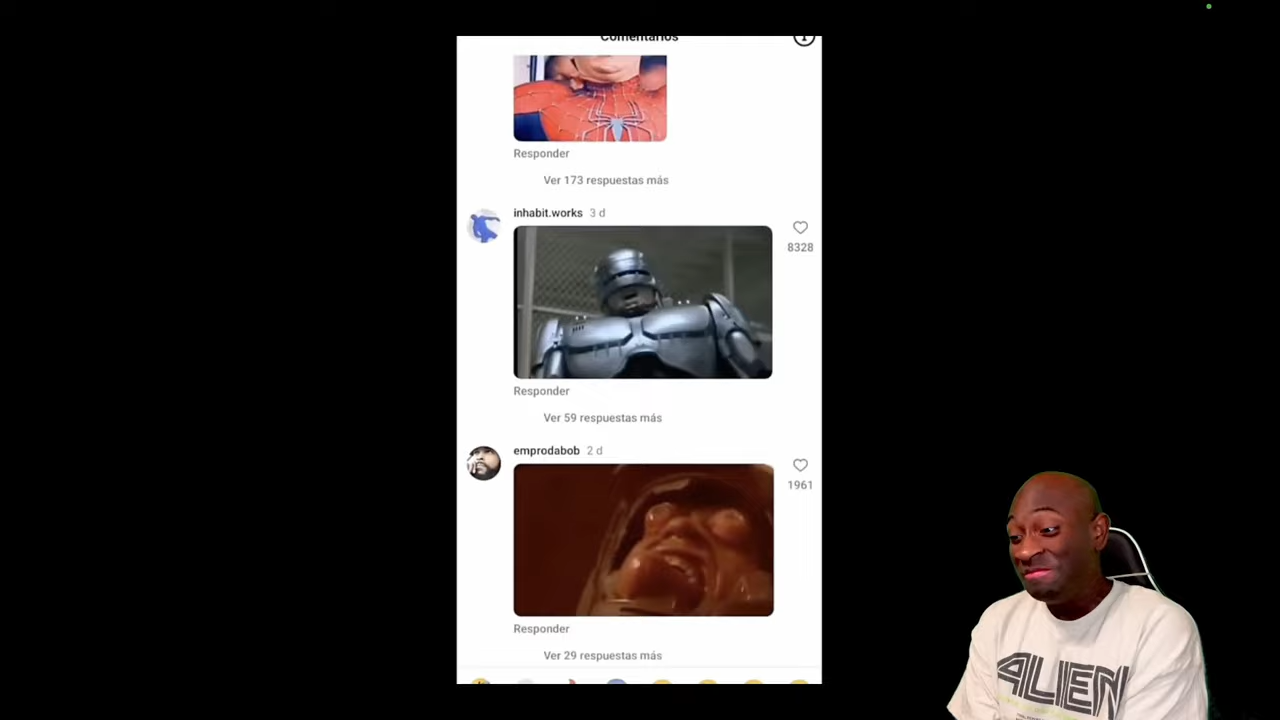 Comentarios
Responder
Ver 173 respuestas más
inhabit.works 3 d
8328
Responder
Ver 59 respuestas más
emprodabob 2 d
1961
Responder
Ver 29 respuestas más
ALIEN